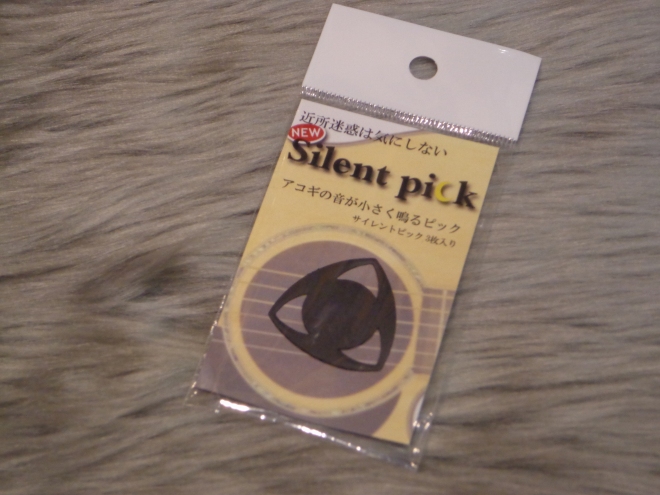 近所迷惑は気にしない
NEW
Silent pick
アコギの音が小さく鳴るピック
サイレントピック 3枚入り